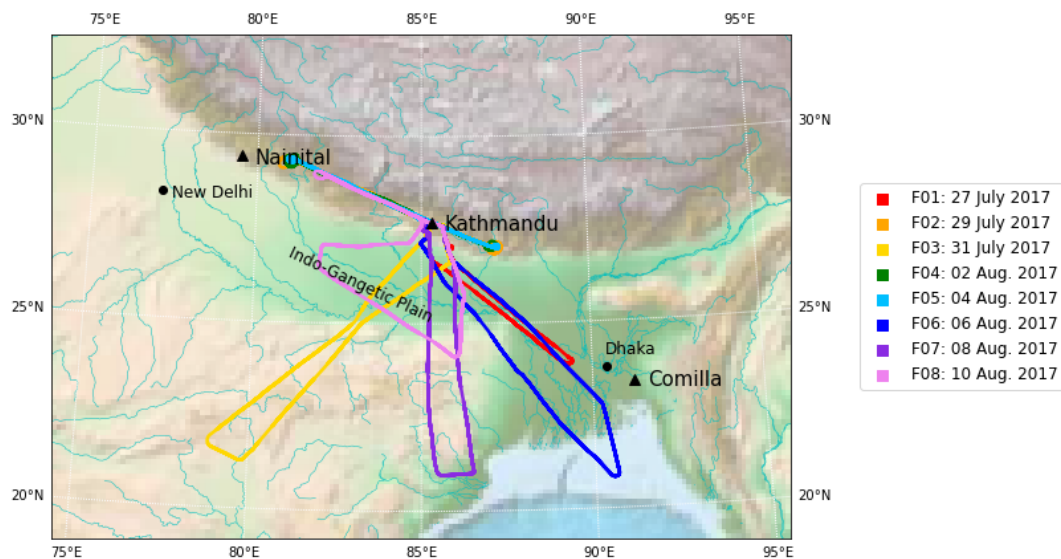 75°E 80°E 85°E 90°E 95°E
30°N 30°N
Nainital
New Delhi
Kathmandu
Indo-Gangetic Plain
25°N 25°N
Dhaka
Comilla
20°N 20°N
75°E 80°E 85°E 90°E 95°E
F01: 27 July 2017
F02: 29 July 2017
F03: 31 July 2017
F04: 02 Aug. 2017
F05: 04 Aug. 2017
F06: 06 Aug. 2017
F07: 08 Aug. 2017
F08: 10 Aug. 2017